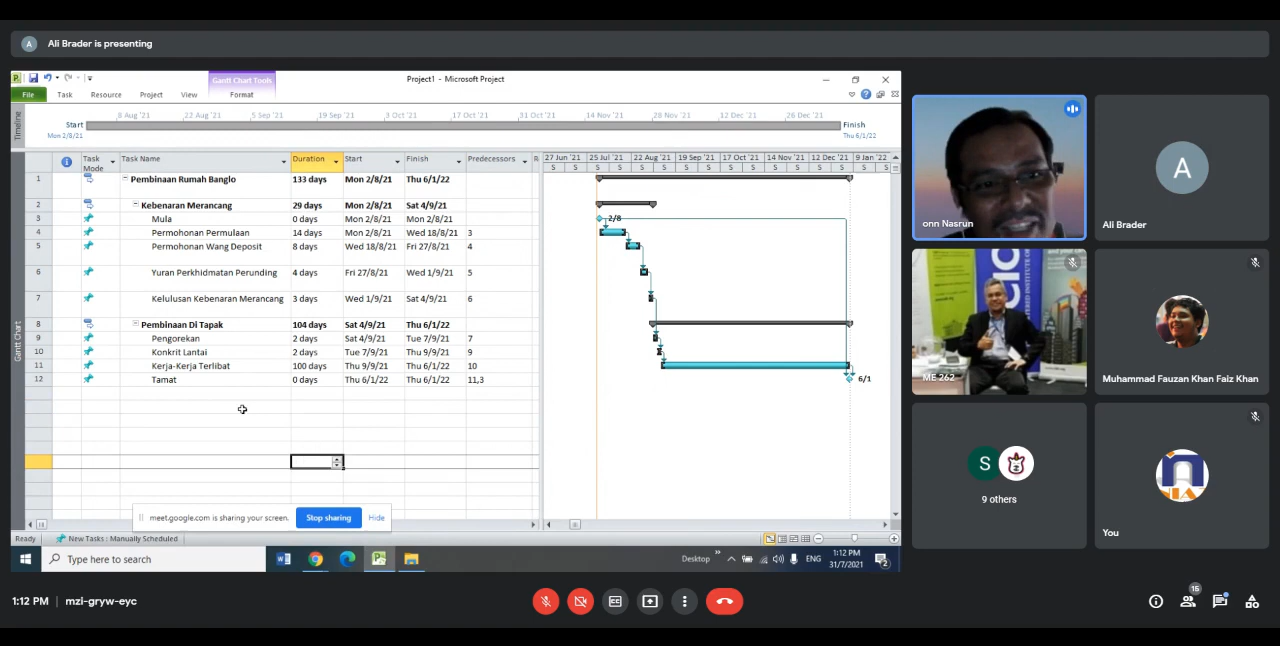 A Ali Brader is presenting
Gantt Chart Tools
Project1 - Microsoft Project
File Task Resource Project View Format
Timeline
8 Aug '21 22 Aug '21 5 Sep '21 19 Sep '21 3 Oct '21 17 Oct '21 31 Oct '21 14 Nov '21 28 Nov '21 12 Dec '21 26 Dec '21
Start
Mon 2/8/21
Finish
Thu 6/1/22
Task Mode Task Name Duration Start Finish Predecessors R
27 Jun '21 25 Jul '21 22 Aug '21 19 Sep '21 17 Oct '21 14 Nov '21 12 Dec '21 9 Jan '22
S S S S S S S S
1 Pembinaan Rumah Banglo 133 days Mon 2/8/21 Thu 6/1/22
2 Kebenaran Merancang 29 days Mon 2/8/21 Sat 4/9/21
3 Mula 0 days Mon 2/8/21 Mon 2/8/21
2/8
4 Permohonan Permulaan 14 days Mon 2/8/21 Wed 18/8/21 3
5 Permohonan Wang Deposit 8 days Wed 18/8/21 Fri 27/8/21 4
6 Yuran Perkhidmatan Perunding 4 days Fri 27/8/21 Wed 1/9/21 5
7 Kelulusan Kebenaran Merancang 3 days Wed 1/9/21 Sat 4/9/21 6
8 Pembinaan Di Tapak 104 days Sat 4/9/21 Thu 6/1/22
9 Pengorekan 2 days Sat 4/9/21 Tue 7/9/21 7
10 Konkrit Lantai 2 days Tue 7/9/21 Thu 9/9/21 9
11 Kerja-Kerja Terlibat 100 days Thu 9/9/21 Thu 6/1/22 10
12 Tamat 0 days Thu 6/1/22 Thu 6/1/22 11,3
6/1
Gantt Chart
meet.google.com is sharing your screen. Stop sharing Hide
Ready New Tasks : Manually Scheduled
Type here to search
Desktop ENG 1:12 PM
31/7/2021
2
onn Nasrun
A
Ali Brader
ME 262
Muhammad Fauzan Khan Faiz Khan
S
9 others
You
1:12 PM mzi-gryw-eyc
15